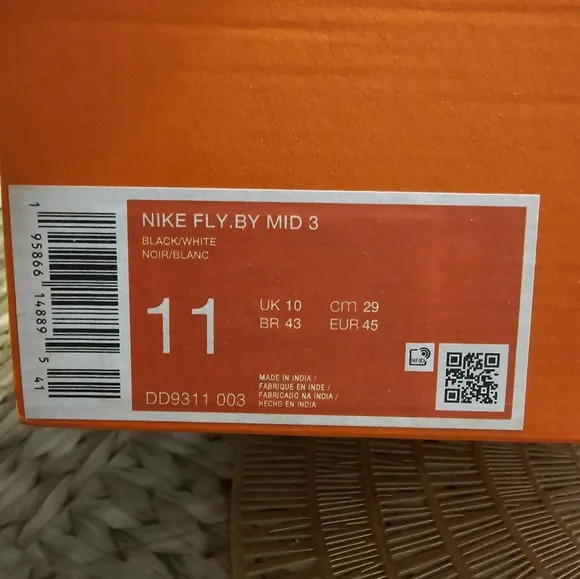 NIKE FLY.BY MID 3
BLACK/WHITE
NOIR/BLANC
11
UK 10
cm 29
BR 43
EUR 45
DD9311 003
MADE IN INDIA /
FABRIQUE EN INDE /
FABRICADO NA ÍNDIA /
HECHO EN INDIA
RFID
1 95866 14889 5 41